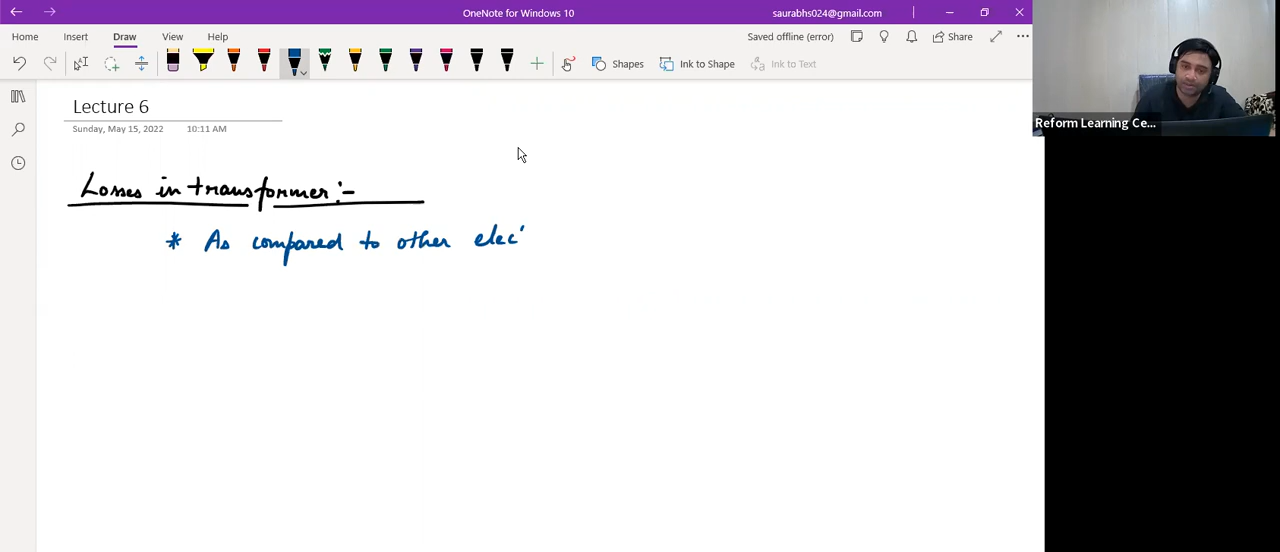 OneNote for Windows 10
saurabhs024@gmail.com
Home Insert Draw View Help
Saved offline (error)
Share
Shapes
Ink to Shape
Ink to Text
Lecture 6
Sunday, May 15, 2022 10:11 AM
Losses in transformer:-
* As compared to other elec'
Reform Learning Ce...